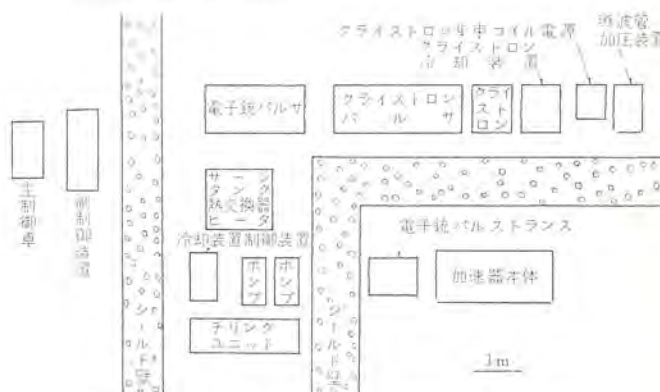 クライストロン集束コイル電源
クライストロン
冷却装置
導波管
加圧装置
電子銃パルサ
クライストロン
パルサ
クライ
ストロン
主制御卓
制御装置
サージ
タンク
熱交換器
ヒータ
冷却装置制御装置
ポンプ
ポンプ
チリング
ユニット
シールド壁
シールド壁
電子銃パルストランス
加速器本体
1m